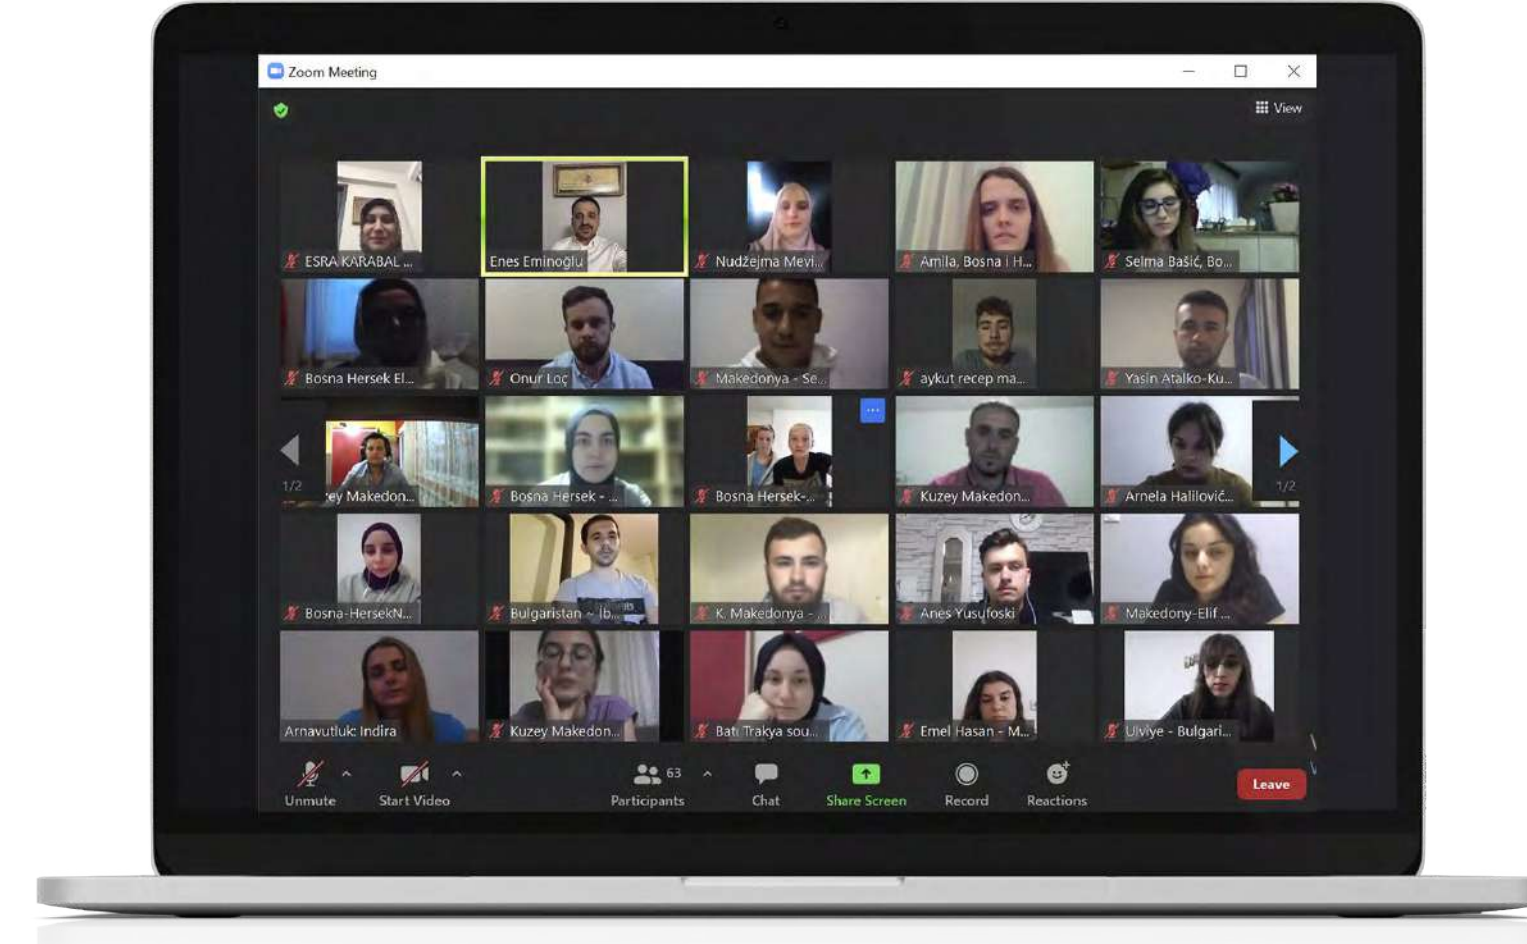 Zoom Meeting
View
ESRA KARABAL ...
Enes Eminoğlu
Nudžejma Mevi...
Amila, Bosna i H...
Selma Bašić, Bo...
Bosna Hersek El...
Onur Loç
Makedonya - Se...
aykut recep ma...
Yasin Atalko-Ku...
1/2
zey Makedon...
Bosna Hersek - ...
Bosna Hersek-...
Kuzey Makedon...
Arnela Halilović...
1/2
Bosna-HersekN...
Bulgaristan ~ İb...
K. Makedonya - ...
Anes Yusufoski
Makedony-Elif ...
Arnavutluk: Indira
Kuzey Makedon...
Batı Trakya sou...
Emel Hasan - M...
Ulviye - Bulgari...
63
Unmute
Start Video
Participants
Chat
Share Screen
Record
Reactions
Leave